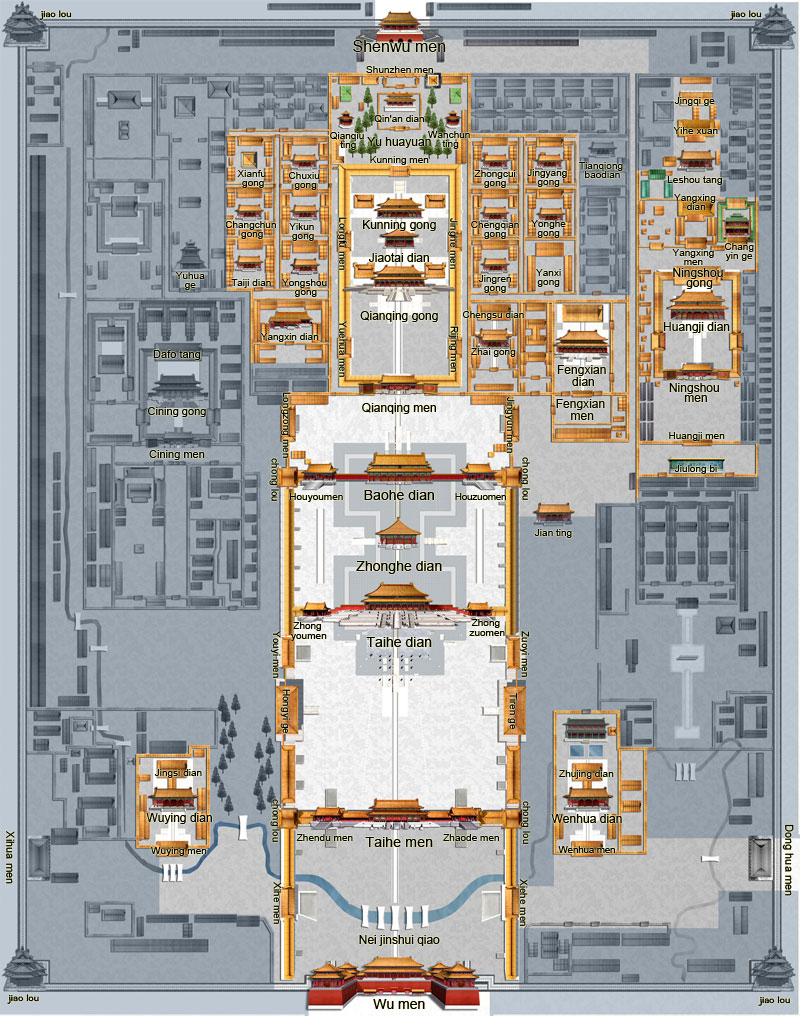 jiao lou
jiao lou
Shenwu men
Shunzhen men
Jingqi ge
Qin'an dian
Qianqiu
ting
Wanchun
ting
Yu huayuan
Yihe xuan
Kunning men
Xianfu
gong
Chuxiu
gong
Zhongcui
gong
Jingyang
gong
Tianqiong
baodian
Leshou tang
Yangxing
dian
Changchun
gong
Yikun
gong
Longfu men
Kunning gong
Jinghe men
Chengqian
gong
Yonghe
gong
Jiaotai dian
Yangxing
men
Chang
yin ge
Yuhua
ge
Taiji dian
Yongshou
gong
Jingren
gong
Yanxi
gong
Ningshou
gong
Qianqing gong
Chengsu dian
Huangji dian
Yangxin dian
Yuehua men
Rijing men
Zhai gong
Dafo tang
Fengxian
dian
Ningshou
men
Cining gong
Longzong men
Qianqing men
Jingyun men
Fengxian
men
Cining men
Huangji men
chong lou
chong lou
Jiulong bi
Houyoumen
Baohe dian
Houzuomen
Jian ting
Zhonghe dian
Zhong
youmen
Zhong
zuomen
Taihe dian
Youyi men
Zuoyi men
Hongyi ge
Tiren ge
Jingsi dian
Zhujing dian
Wuying dian
Wenhua dian
chong lou
chong lou
Zhendu men
Taihe men
Zhaode men
Wuying men
Wenhua men
Xihua men
Dong hua men
Xihe men
Xiehe men
Nei jinshui qiao
jiao lou
Wu men
jiao lou